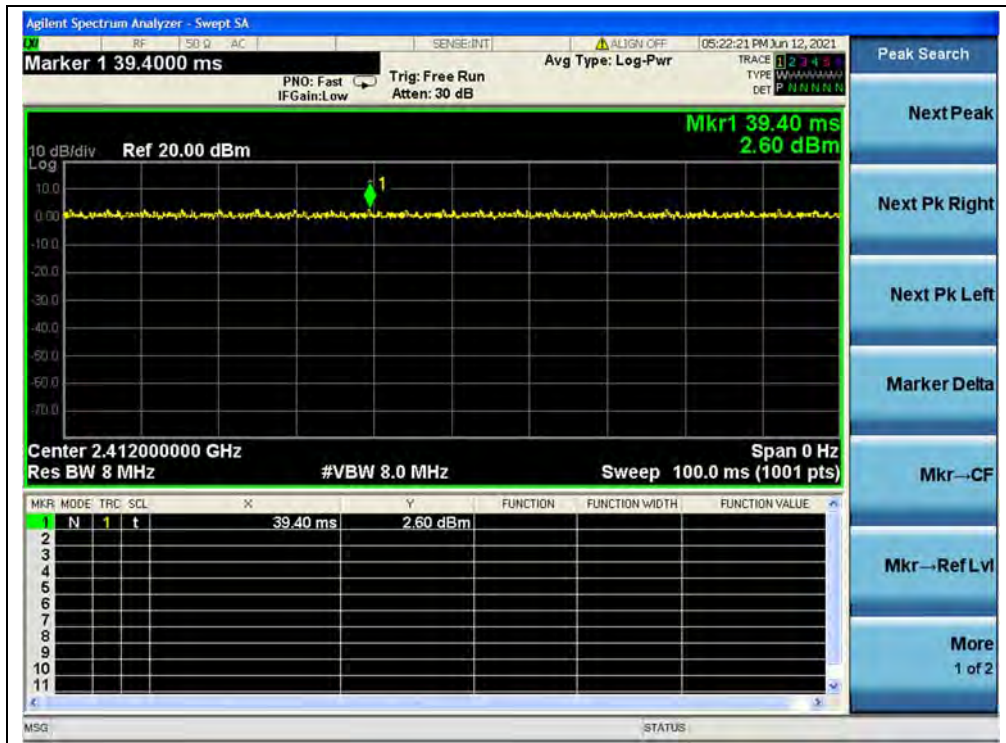 Agilent Spectrum Analyzer - Swept SA
LXI RF 50 Ω AC SENSE:INT ALIGN OFF 05:22:21 PM Jun 12, 2021
Marker 1 39.4000 ms
PNO: Fast
IFGain:Low
Trig: Free Run
Atten: 30 dB
Avg Type: Log-Pwr
TRACE 1 2 3 4 5 6
TYPE W
DET P N N N N N
Peak Search
Next Peak
Next Pk Right
Next Pk Left
Marker Delta
Mkr→CF
Mkr→Ref Lvl
More
1 of 2
Mkr1 39.40 ms
2.60 dBm
10 dB/div Ref 20.00 dBm
Log
1
10.0
0.00
-10.0
-20.0
-30.0
-40.0
-50.0
-60.0
-70.0
Center 2.412000000 GHz Span 0 Hz
Res BW 8 MHz #VBW 8.0 MHz Sweep 100.0 ms (1001 pts)
MKR MODE TRC SCL X Y FUNCTION FUNCTION WIDTH FUNCTION VALUE
1 N 1 t 39.40 ms 2.60 dBm
2
3
4
5
6
7
8
9
10
11
MSG STATUS